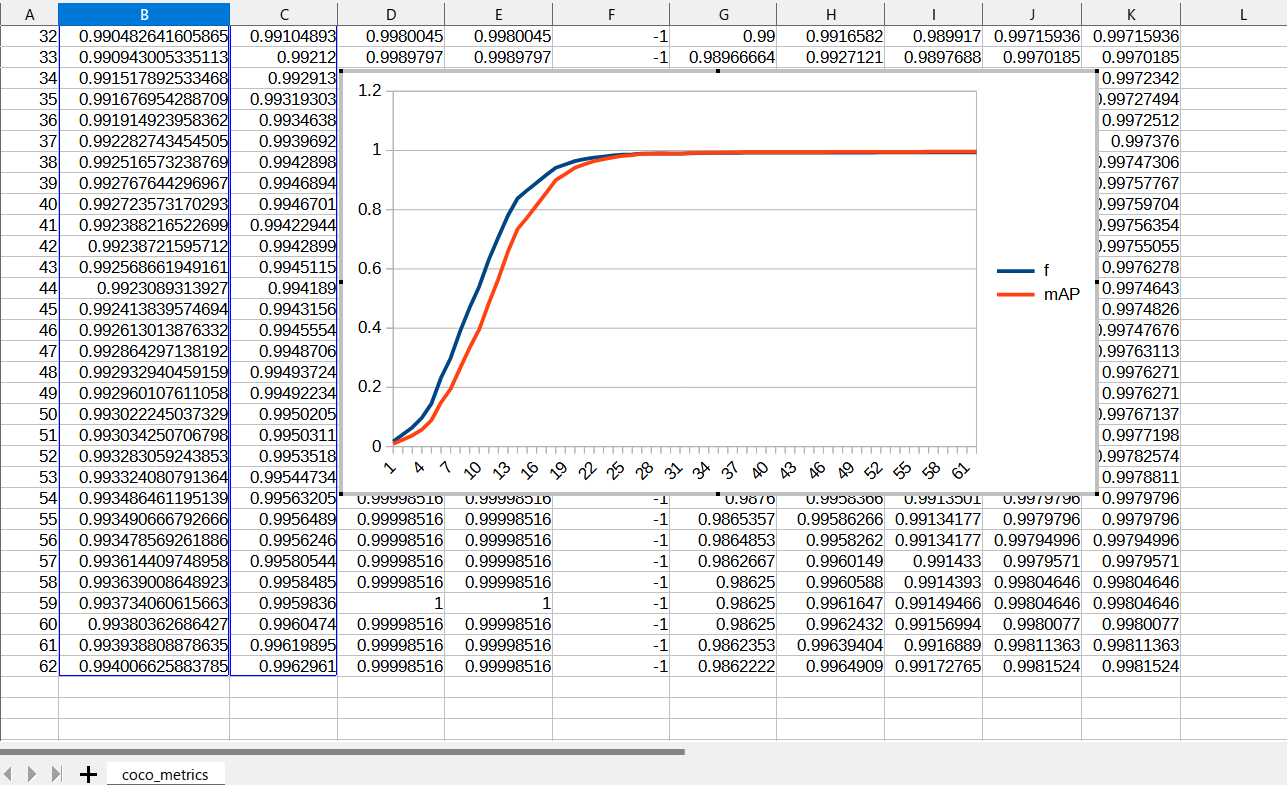 A B C D E F G H I J K L
32 0.990482641605865 0.99104893 0.9980045 0.9980045 -1 0.99 0.9916582 0.989917 0.99715936 0.99715936
33 0.990943005335113 0.99212 0.9989797 0.9989797 -1 0.98966664 0.9927121 0.9897688 0.9970185 0.9970185
34 0.991517892533468 0.992913 0.9972342
35 0.991676954288709 0.99319303 0.99727494
36 0.991914923958362 0.9934638 0.9972512
37 0.992282743454505 0.9939692 0.997376
38 0.992516573238769 0.9942898 0.99747306
39 0.992767644296967 0.9946894 0.99757767
40 0.992723573170293 0.9946701 0.99759704
41 0.992388216522699 0.99422944 0.99756354
42 0.99238721595712 0.9942899 0.99755055
43 0.992568661949161 0.9945115 0.9976278
44 0.9923089313927 0.994189 0.9974643
45 0.992413839574694 0.9943156 0.9974826
46 0.992613013876332 0.9945554 0.99747676
47 0.992864297138192 0.9948706 0.99763113
48 0.992932940459159 0.99493724 0.9976271
49 0.992960107611058 0.99492234 0.9976271
50 0.993022245037329 0.9950205 0.99767137
51 0.993034250706798 0.9950311 0.9977198
52 0.993283059243853 0.9953518 0.99782574
53 0.993324080791364 0.99544734 0.9978811
54 0.993486461195139 0.99563205 0.99998516 0.99998516 -1 0.9876 0.9958366 0.9913501 0.9979796 0.9979796
55 0.993490666792666 0.9956489 0.99998516 0.99998516 -1 0.9865357 0.99586266 0.99134177 0.9979796 0.9979796
56 0.993478569261886 0.9956246 0.99998516 0.99998516 -1 0.9864853 0.9958262 0.99134177 0.99794996 0.99794996
57 0.993614409748958 0.99580544 0.99998516 0.99998516 -1 0.9862667 0.9960149 0.991433 0.9979571 0.9979571
58 0.993639008648923 0.9958485 0.99998516 0.99998516 -1 0.98625 0.9960588 0.9914393 0.99804646 0.99804646
59 0.993734060615663 0.9959836 1 1 -1 0.98625 0.9961647 0.99149466 0.99804646 0.99804646
60 0.99380362686427 0.9960474 0.99998516 0.99998516 -1 0.98625 0.9962432 0.99156994 0.9980077 0.9980077
61 0.993938808878635 0.99619895 0.99998516 0.99998516 -1 0.9862353 0.99639404 0.9916889 0.99811363 0.99811363
62 0.994006625883785 0.9962961 0.99998516 0.99998516 -1 0.9862222 0.9964909 0.99172765 0.9981524 0.9981524
1.2
1
0.8
0.6
0.4
0.2
0
1 4 7 10 13 16 19 22 25 28 31 34 37 40 43 46 49 52 55 58 61
f
mAP
coco_metrics